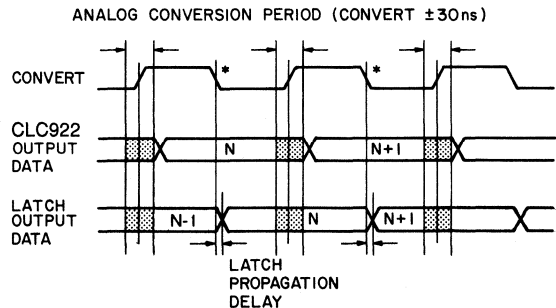 ANALOG CONVERSION PERIOD (CONVERT ±30ns)
* *
CONVERT
CLC922
OUTPUT N N+1
DATA
LATCH
OUTPUT N-1 N N+1
DATA
LATCH
PROPAGATION
DELAY